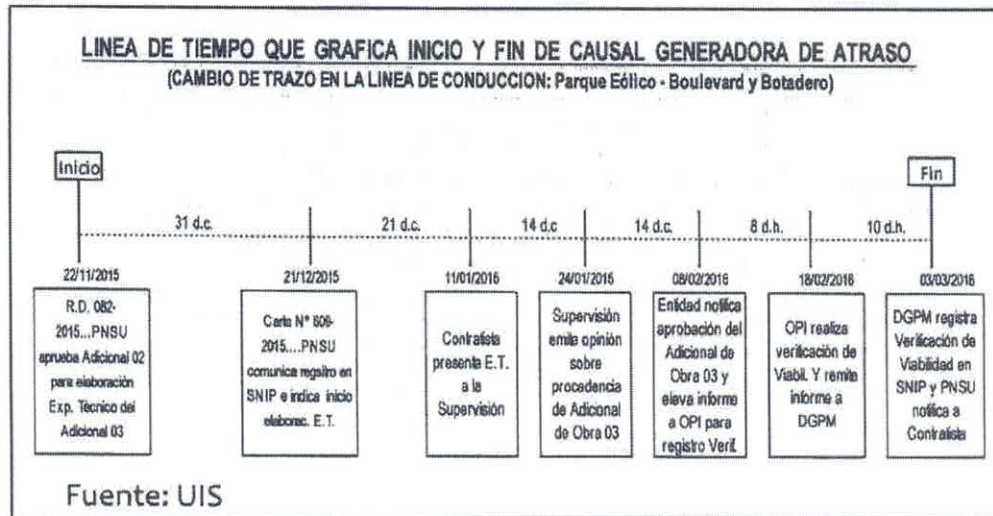 LINEA DE TIEMPO QUE GRAFICA INICIO Y FIN DE CAUSAL GENERADORA DE ATRASO
(CAMBIO DE TRAZO EN LA LINEA DE CONDUCCION: Parque Eólico - Boulevard y Botadero)
Inicio
Fin
31 d.c.
21 d.c.
14 d.c
14 d.c.
8 d.h.
10 d.h.
22/11/2015
R.D. 082-
2015...PNSU
aprueba Adicional 02
para elaboración
Exp. Técnico del
Adicional 03
21/12/2015
Carta N° 606-
2015....PNSU
comunica registro en
SNIP e indica inicio
elaborac. E.T.
11/01/2016
Contratista
presenta E.T.
a la
Supervisión
24/01/2016
Supervisión
emite opinión
sobre
procedencia
de Adicional
de Obra 03
08/02/2016
Entidad notifica
aprobación del
Adicional de
Obra 03 y
eleva informe
a OPI para
registro Verif.
18/02/2016
OPI realiza
verificación de
Viabil. Y remite
informe a
DGPM
03/03/2016
DGPM registra
Verificación de
Viabilidad en
SNIP y PNSU
notifica a
Contratista
Fuente: UIS